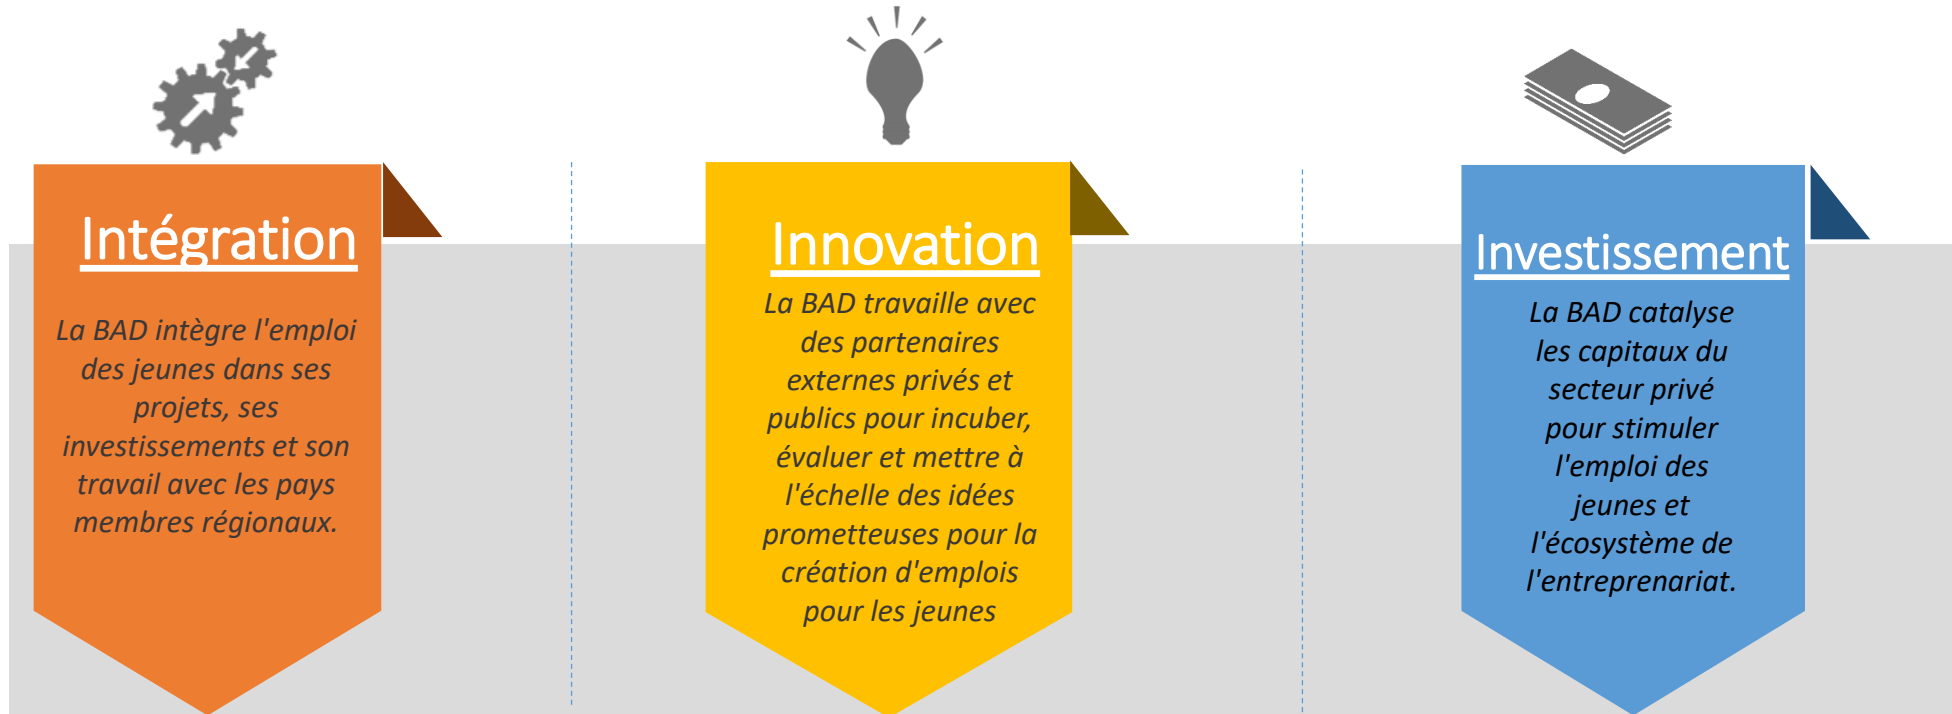 Intégration
La BAD intègre l'emploi
des jeunes dans ses
projets, ses
investissements et son
travail avec les pays
membres régionaux.
Innovation
La BAD travaille avec
des partenaires
externes privés et
publics pour incuber,
évaluer et mettre à
l'échelle des idées
prometteuses pour la
création d'emplois
pour les jeunes
Investissement
La BAD catalyse
les capitaux du
secteur privé
pour stimuler
l'emploi des
jeunes et
l'écosystème de
l'entreprenariat.